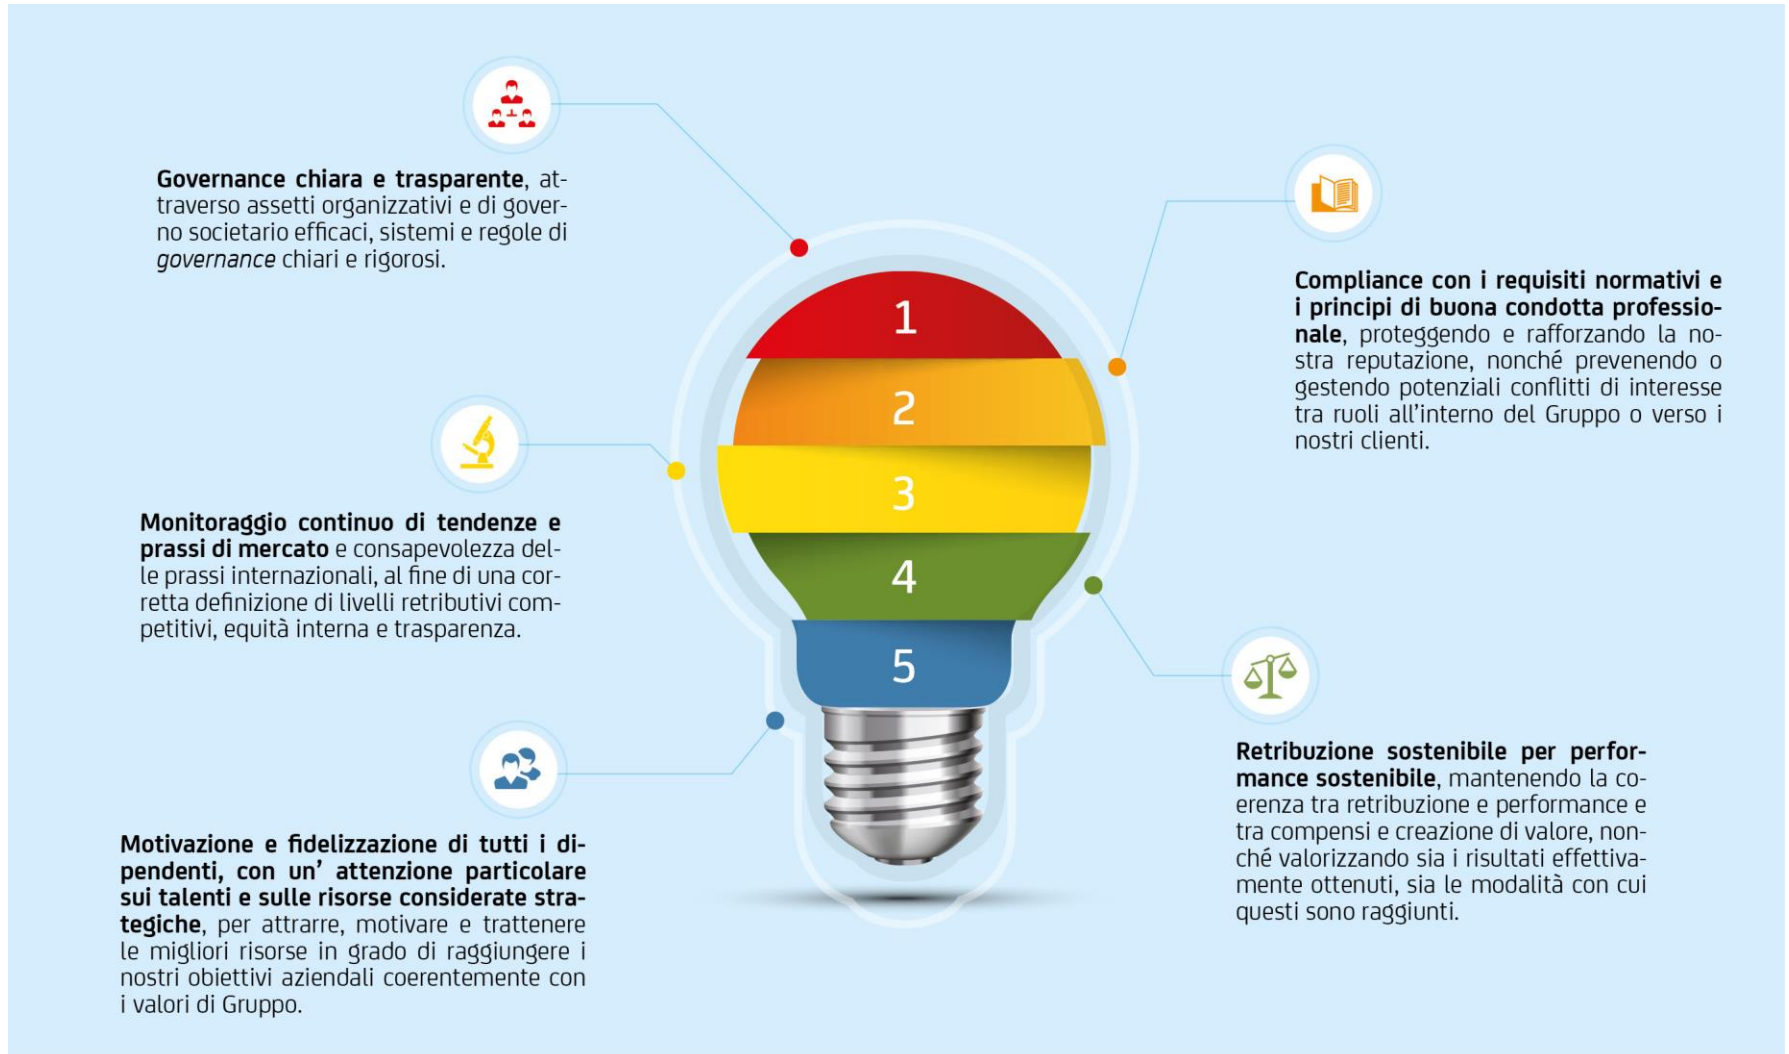 Governance chiara e trasparente, at-
traverso assetti organizzativi e di gover-
no societario efficaci, sistemi e regole di
governance chiari e rigorosi.
Compliance con i requisiti normativi e
i principi di buona condotta professio-
nale, proteggendo e rafforzando la no-
stra reputazione, nonché prevenendo o
gestendo potenziali conflitti di interesse
tra ruoli all'interno del Gruppo o verso i
nostri clienti.
Monitoraggio continuo di tendenze e
prassi di mercato e consapevolezza del-
le prassi internazionali, al fine di una cor-
retta definizione di livelli retributivi com-
petitivi, equità interna e trasparenza.
Retribuzione sostenibile per perfor-
mance sostenibile, mantenendo la co-
erenza tra retribuzione e performance e
tra compensi e creazione di valore, non-
ché valorizzando sia i risultati effettiva-
mente ottenuti, sia le modalità con cui
questi sono raggiunti.
Motivazione e fidelizzazione di tutti i di-
pendenti, con un' attenzione particolare
sui talenti e sulle risorse considerate stra-
tegiche, per attrarre, motivare e trattenere
le migliori risorse in grado di raggiungere i
nostri obiettivi aziendali coerentemente con
i valori di Gruppo.
1
2
3
4
5